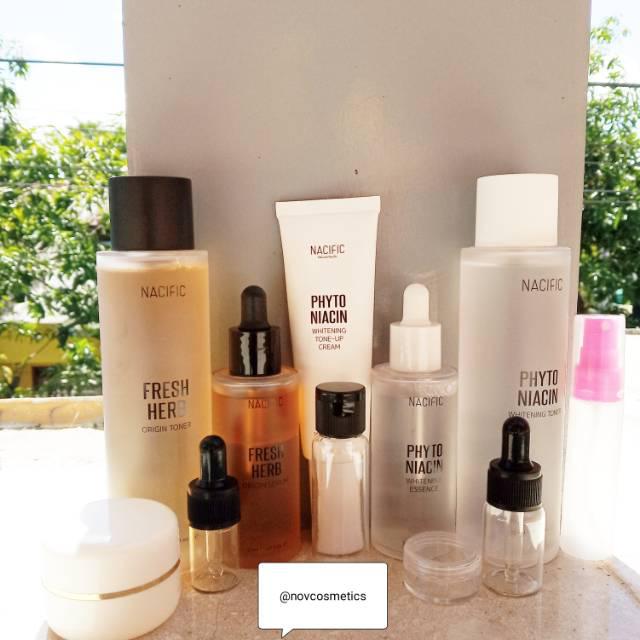 NACIFIC
FRESH
HERB
ORIGIN TONER
NACIFIC
FRESH
HERB
ORIGIN SERUM
NACIFIC
PHYTO
NIACIN
WHITENING
TONE-UP
CREAM
NACIFIC
PHYTO
NIACIN
WHITENING
ESSENCE
NACIFIC
PHYTO
NIACIN
WHITENING TONER
@novcosmetics